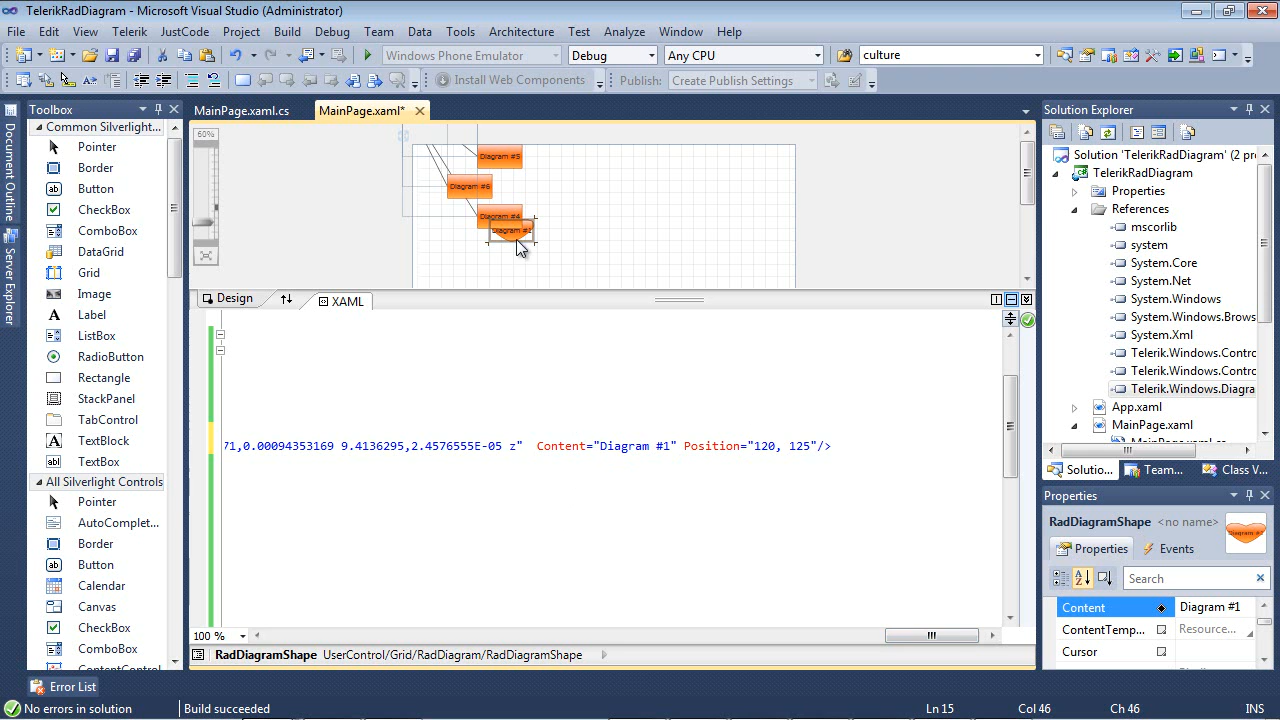 TelerikRadDiagram - Microsoft Visual Studio (Administrator)
File Edit View Telerik JustCode Project Build Debug Team Data Tools Architecture Test Analyze Window Help
Windows Phone Emulator Debug Any CPU culture
Install Web Components Publish: Create Publish Settings
Document Outline
Server Explorer
Toolbox
Common Silverlight...
Pointer
Border
Button
CheckBox
ComboBox
DataGrid
Grid
Image
Label
ListBox
RadioButton
Rectangle
StackPanel
TabControl
TextBlock
TextBox
All Silverlight Controls
Pointer
AutoComplet...
Border
Button
Calendar
Canvas
CheckBox
ComboBox
ContentControl
MainPage.xaml.cs MainPage.xaml*
60%
Diagram #5
Diagram #6
Diagram #4
Design XAML
71,0.00094353169 9.4136295,2.4576555E-05 z" Content="Diagram #1" Position="120, 125"/>
100 %
RadDiagramShape UserControl/Grid/RadDiagram/RadDiagramShape
Solution Explorer
Solution 'TelerikRadDiagram' (2 pr
TelerikRadDiagram
Properties
References
mscorlib
system
System.Core
System.Net
System.Windows
System.Windows.Brows
System.Xml
Telerik.Windows.Contro
Telerik.Windows.Contro
Telerik.Windows.Diagra
App.xaml
MainPage.xaml
MainPage.xaml.cs
Solutio... Team... Class V...
Properties
RadDiagramShape <no name>
Diagram #1
Properties Events
Search
Content Diagram #1
ContentTemp... Resource...
Cursor
Error List
No errors in solution Build succeeded Ln 15 Col 46 Ch 46 INS